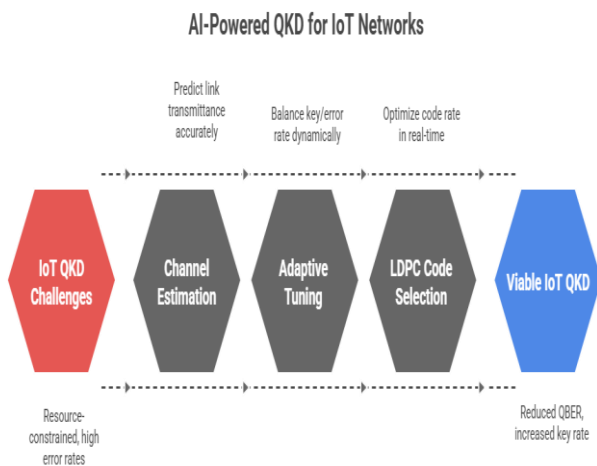 AI-Powered QKD for IoT Networks
Predict link
transmittance
accurately
Balance key/error
rate dynamically
Optimize code rate
in real-time
IoT QKD
Challenges
Channel
Estimation
Adaptive
Tuning
LDPC Code
Selection
Viable IoT QKD
Resource-
constrained, high
error rates
Reduced QBER,
increased key rate